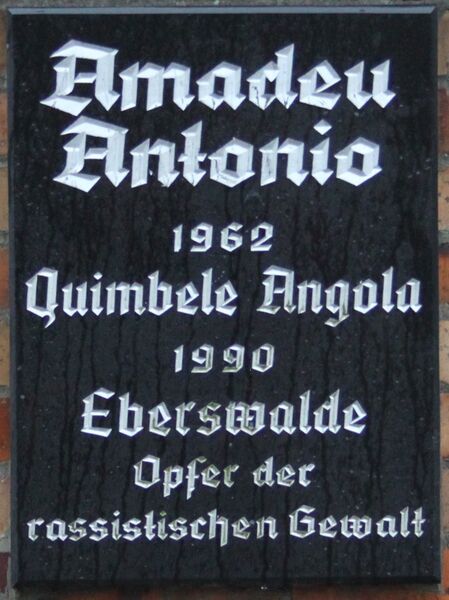 Amadeu
Antonio
1962
Quimbele Angola
1990
Eberswalde
Opfer der
rassistischen Gewalt